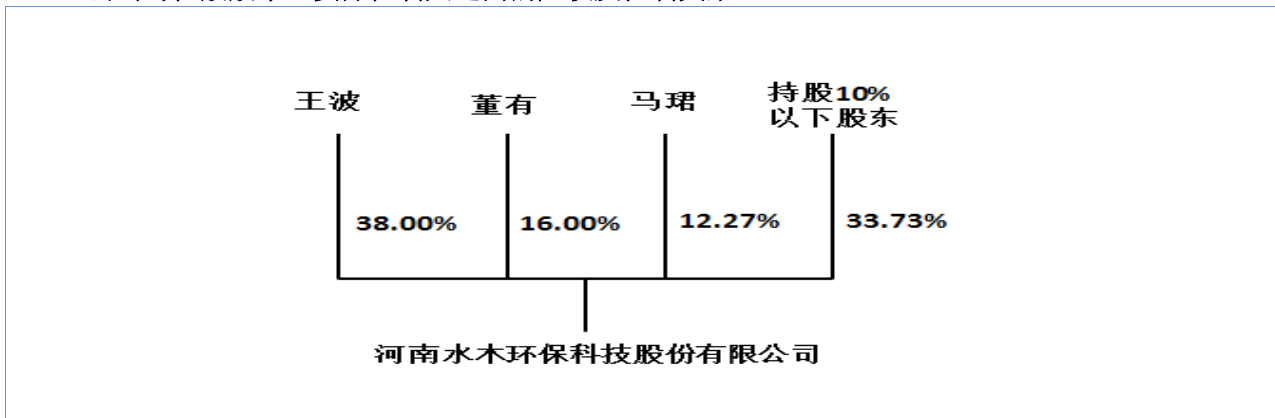 王波
董有
马珺
持股10%
以下股东
38.00%
16.00%
12.27%
33.73%
河南水木环保科技股份有限公司